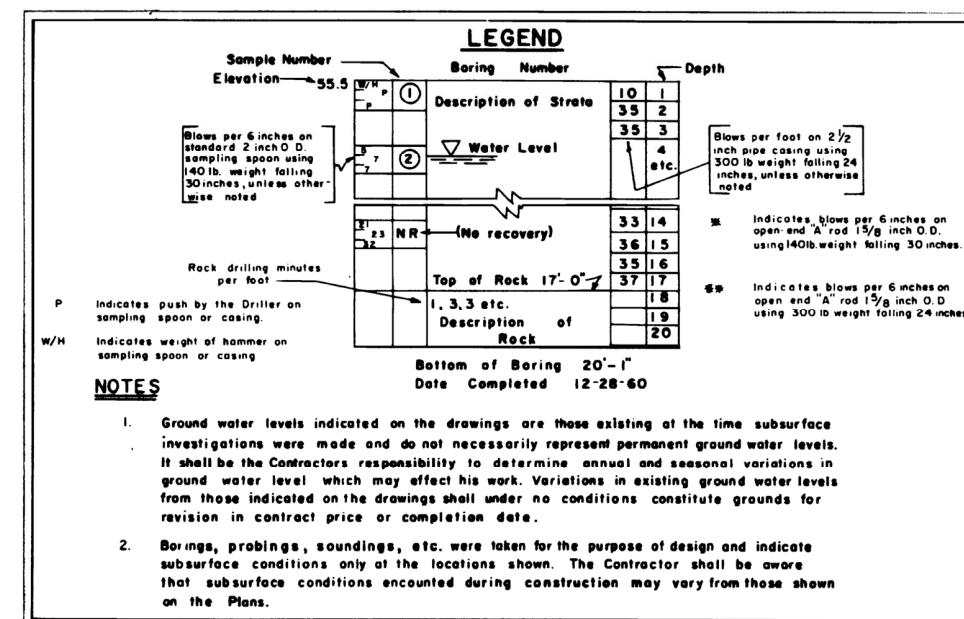 LEGEND
Sample Number
Boring Number
Depth
Elevation 55.5
W/H P
P
1
Description of Strata
10 1
35 2
35 3
4
etc.
Blows per 6 inches on
standard 2 inch O D.
sampling spoon using
140 lb. weight falling
30 inches, unless other-
wise noted
6
7
7
2
Water Level
Blows per foot on 2 1/2
inch pipe casing using
300 lb weight falling 24
inches, unless otherwise
noted
21
23
32
NR
(No recovery)
33 14
36 15
35 16
37 17
18
19
20
* Indicates blows per 6 inches on
open-end "A" rod 1 5/8 inch O.D.
using 140 lb. weight falling 30 inches.
Rock drilling minutes
per foot
Top of Rock 17'-0"
1, 3, 3 etc.
Description of
Rock
** Indicates blows per 6 inches on
open end "A" rod 1 5/8 inch O.D
using 300 lb weight falling 24 inches
P Indicates push by the Driller on
sampling spoon or casing.
W/H Indicates weight of hammer on
sampling spoon or casing
Bottom of Boring 20'-1"
Date Completed 12-28-60
NOTES
1. Ground water levels indicated on the drawings are those existing at the time subsurface
investigations were made and do not necessarily represent permanent ground water levels.
It shall be the Contractors responsibility to determine annual and seasonal variations in
ground water level which may effect his work. Variations in existing ground water levels
from those indicated on the drawings shall under no conditions constitute grounds for
revision in contract price or completion date.
2. Borings, probings, soundings, etc. were taken for the purpose of design and indicate
subsurface conditions only at the locations shown. The Contractor shall be aware
that subsurface conditions encounted during construction may vary from those shown
on the Plans.